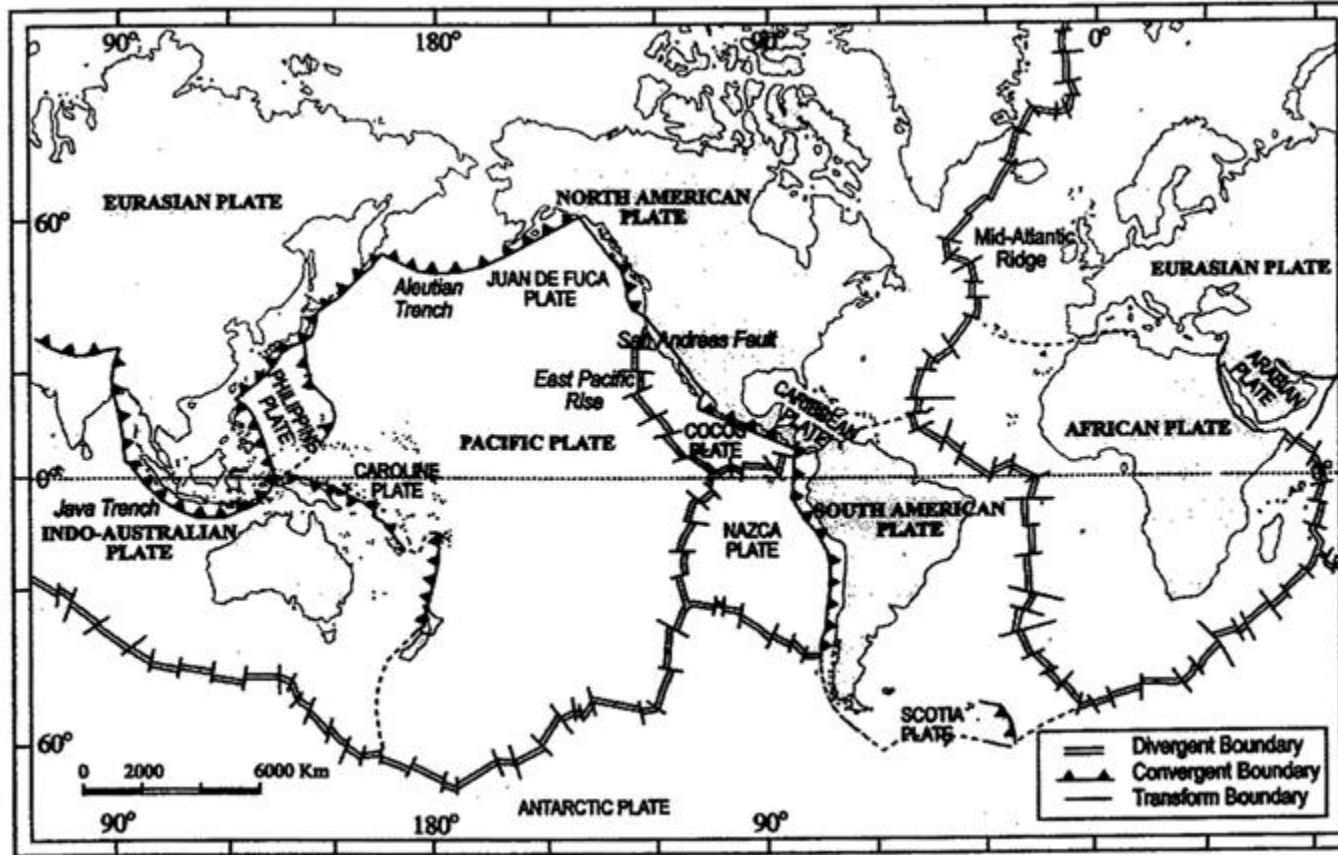 90°
180°
90°
0°
EURASIAN PLATE
NORTH AMERICAN
PLATE
60°
Mid-Atlantic
Ridge
EURASIAN PLATE
Aleutian
Trench
JUAN DE FUCA
PLATE
San Andreas Fault
East Pacific
Rise
PHILIPPINE
PLATE
CARIBBEAN
PLATE
ARABIAN
PLATE
COCOS
PLATE
PACIFIC PLATE
AFRICAN PLATE
CAROLINE
PLATE
0°
Java Trench
INDO-AUSTRALIAN
PLATE
SOUTH AMERICAN
PLATE
NAZCA
PLATE
SCOTIA
PLATE
60°
0 2000 6000 Km
Divergent Boundary
Convergent Boundary
Transform Boundary
ANTARCTIC PLATE
90°
180°
90°